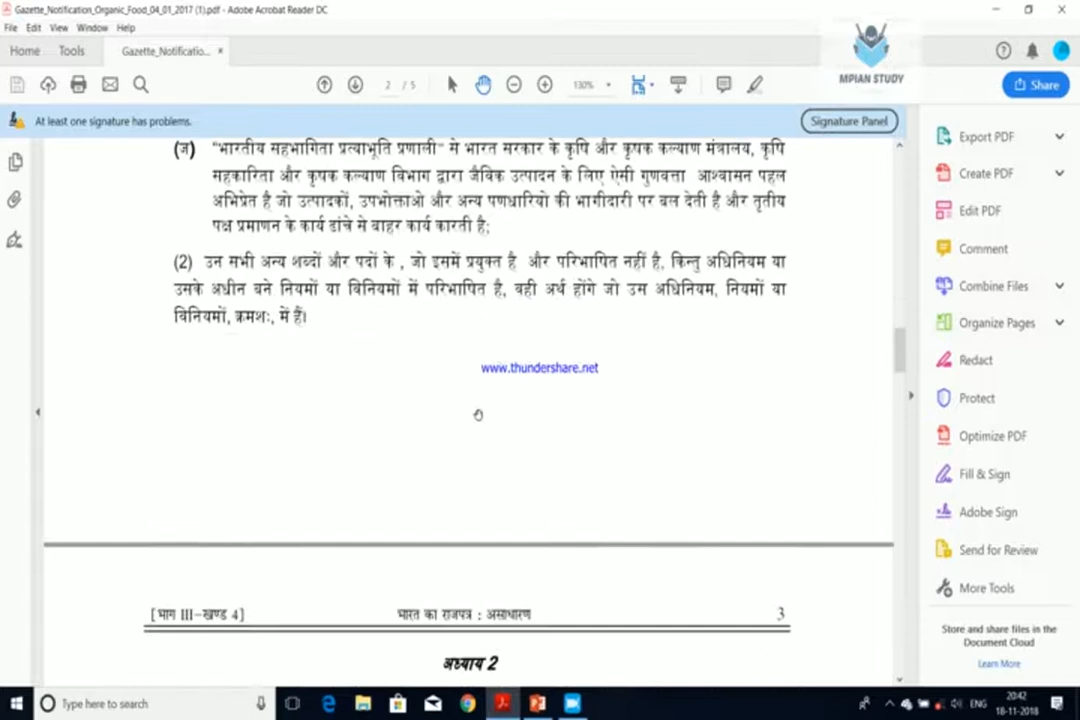 Gazette_Notification_Organic_Food_04_01_2017 (1).pdf - Adobe Acrobat Reader DC
File Edit View Window Help
Home Tools Gazette_Notificatio... ×
MPIAN STUDY
2 / 5 130% Share
At least one signature has problems. Signature Panel
(ज) "भारतीय सहभागिता प्रत्याभूति प्रणाली" से भारत सरकार के कृषि और कृषक कल्याण मंत्रालय, कृषि
सहकारिता और कृषक कल्याण विभाग द्वारा जैविक उत्पादन के लिए ऐसी गुणवत्ता आश्वासन पहल
अभिप्रेत है जो उत्पादकों, उपभोक्ताओ और अन्य पणधारियो की भागीदारी पर बल देती है और तृतीय
पक्ष प्रमाणन के कार्य ढांचे से बाहर कार्य कारती है;
(2) उन सभी अन्य शब्दों और पदों के , जो इसमें प्रयुक्त है और परिभाषित नहीं है, किन्तु अधिनियम या
उसके अधीन बने नियमों या विनियमों में परिभाषित है, वही अर्थ होंगे जो उस अधिनियम, नियमों या
विनियमों, क्रमशः, में हैं।
www.thundershare.net
[भाग III-खण्ड 4] भारत का राजपत्र : असाधारण 3
अध्याय 2
Export PDF
Create PDF
Edit PDF
Comment
Combine Files
Organize Pages
Redact
Protect
Optimize PDF
Fill & Sign
Adobe Sign
Send for Review
More Tools
Store and share files in the
Document Cloud
Learn More
Type here to search
ENG
20:42
18-11-2018